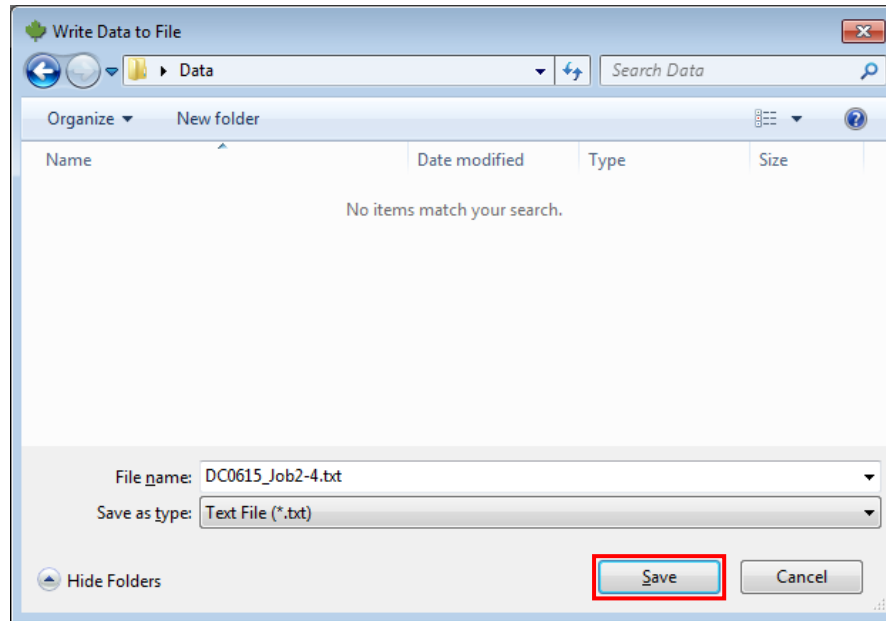 Write Data to File
Data
Search Data
Organize New folder
Name Date modified Type Size
No items match your search.
File name: DC0615_Job2-4.txt
Save as type: Text File (*.txt)
Hide Folders Save Cancel